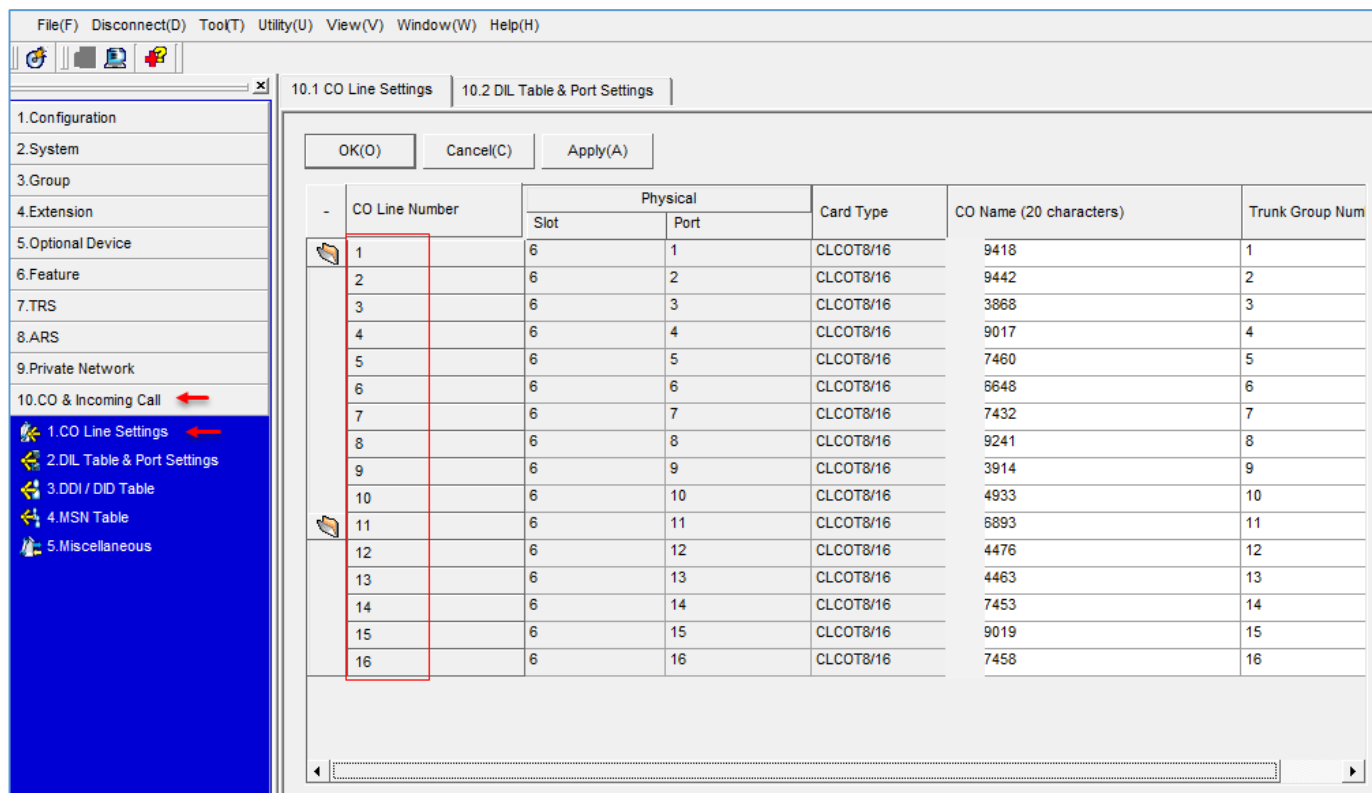 File(F) Disconnect(D) Tool(T) Utility(U) View(V) Window(W) Help(H)
1.Configuration
2.System
3.Group
4.Extension
5.Optional Device
6.Feature
7.TRS
8.ARS
9.Private Network
10.CO & Incoming Call
1.CO Line Settings
2.DIL Table & Port Settings
3.DDI / DID Table
4.MSN Table
5.Miscellaneous
10.1 CO Line Settings 10.2 DIL Table & Port Settings
OK(O) Cancel(C) Apply(A)
- CO Line Number Physical Card Type CO Name (20 characters) Trunk Group Num
Slot Port
1 6 1 CLCOT8/16 9418 1
2 6 2 CLCOT8/16 9442 2
3 6 3 CLCOT8/16 3868 3
4 6 4 CLCOT8/16 9017 4
5 6 5 CLCOT8/16 7460 5
6 6 6 CLCOT8/16 6648 6
7 6 7 CLCOT8/16 7432 7
8 6 8 CLCOT8/16 9241 8
9 6 9 CLCOT8/16 3914 9
10 6 10 CLCOT8/16 4933 10
11 6 11 CLCOT8/16 6893 11
12 6 12 CLCOT8/16 4476 12
13 6 13 CLCOT8/16 4463 13
14 6 14 CLCOT8/16 7453 14
15 6 15 CLCOT8/16 9019 15
16 6 16 CLCOT8/16 7458 16